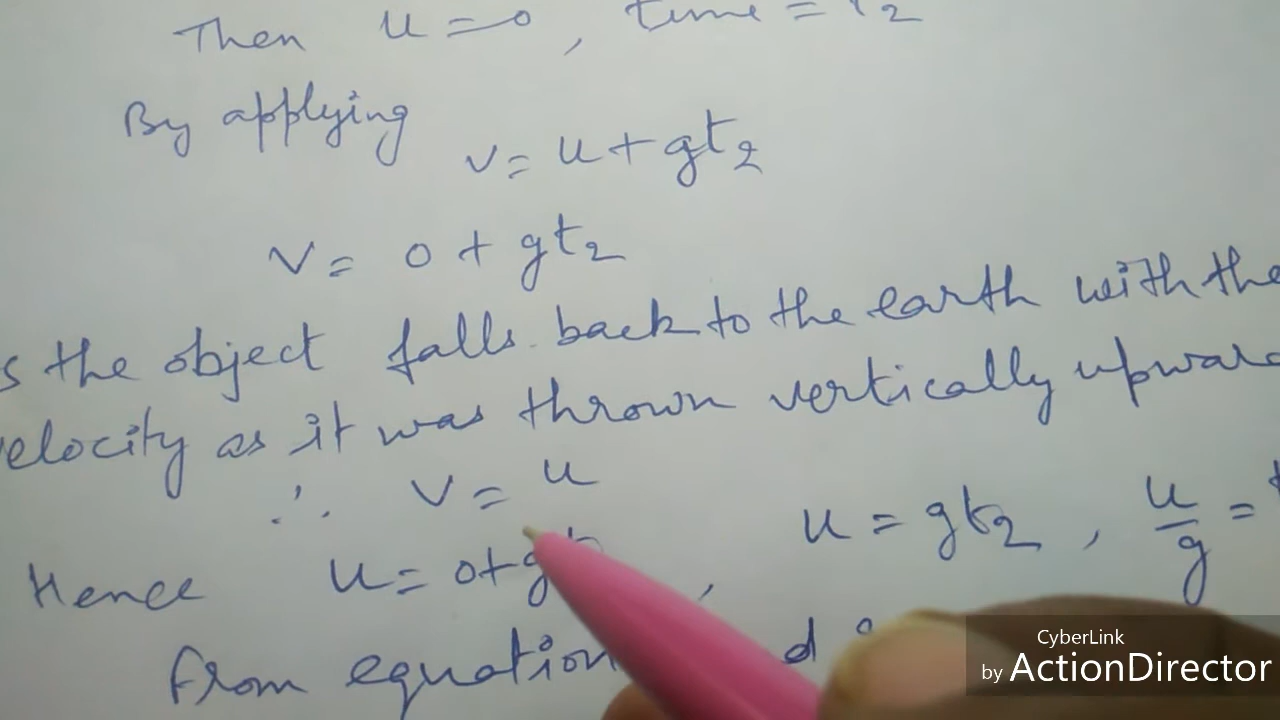 Then u = 0, time = t2
By applying
v = u + gt2
v = 0 + gt2
s the object falls back to the earth with the
velocity as it was thrown vertically upward
∴ v = u
Hence u = 0 + g , u = gt2 , u/g =
From equation d
CyberLink
by ActionDirector